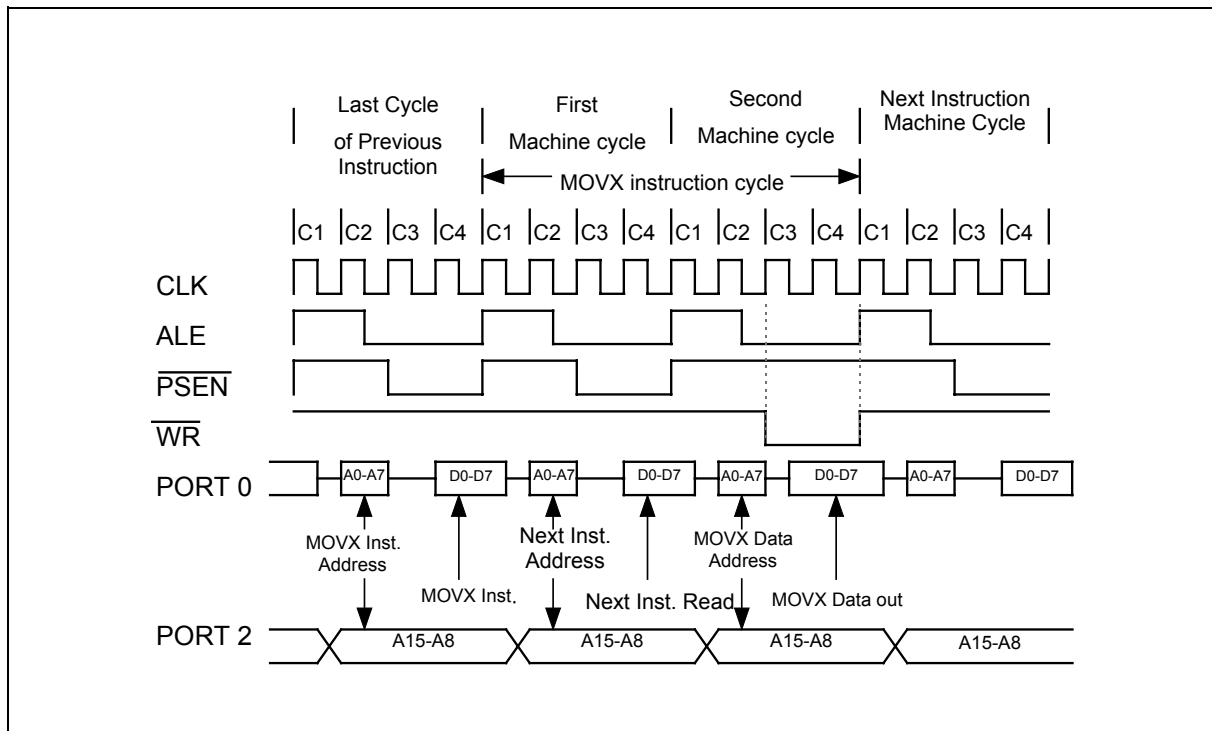 Last Cycle
of Previous
Instruction
First
Machine cycle
Second
Machine cycle
Next Instruction
Machine Cycle
MOVX instruction cycle
C1 C2 C3 C4 C1 C2 C3 C4 C1 C2 C3 C4 C1 C2 C3 C4
CLK
ALE
PSEN
WR
PORT 0
A0-A7 D0-D7 A0-A7 D0-D7 A0-A7 D0-D7 A0-A7 D0-D7
MOVX Inst.
Address
MOVX Inst.
Next Inst.
Address
Next Inst. Read
MOVX Data
Address
MOVX Data out
PORT 2
A15-A8 A15-A8 A15-A8 A15-A8